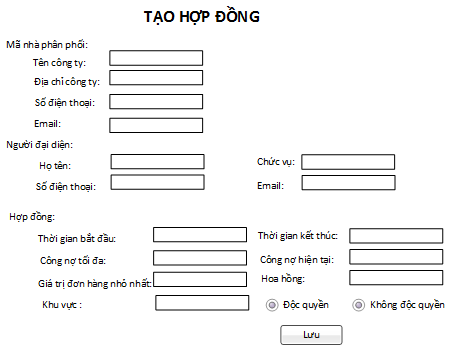 TẠO HỢP ĐỒNG
Mã nhà phân phối:
Tên công ty:
Địa chỉ công ty:
Số điện thoại:
Email:
Người đại diện:
Họ tên:
Chức vụ:
Số điện thoại:
Email:
Hợp đồng:
Thời gian bắt đầu:
Thời gian kết thúc:
Công nợ tối đa:
Công nợ hiện tại:
Giá trị đơn hàng nhỏ nhất:
Hoa hồng:
Khu vực :
Độc quyền
Không độc quyền
Lưu